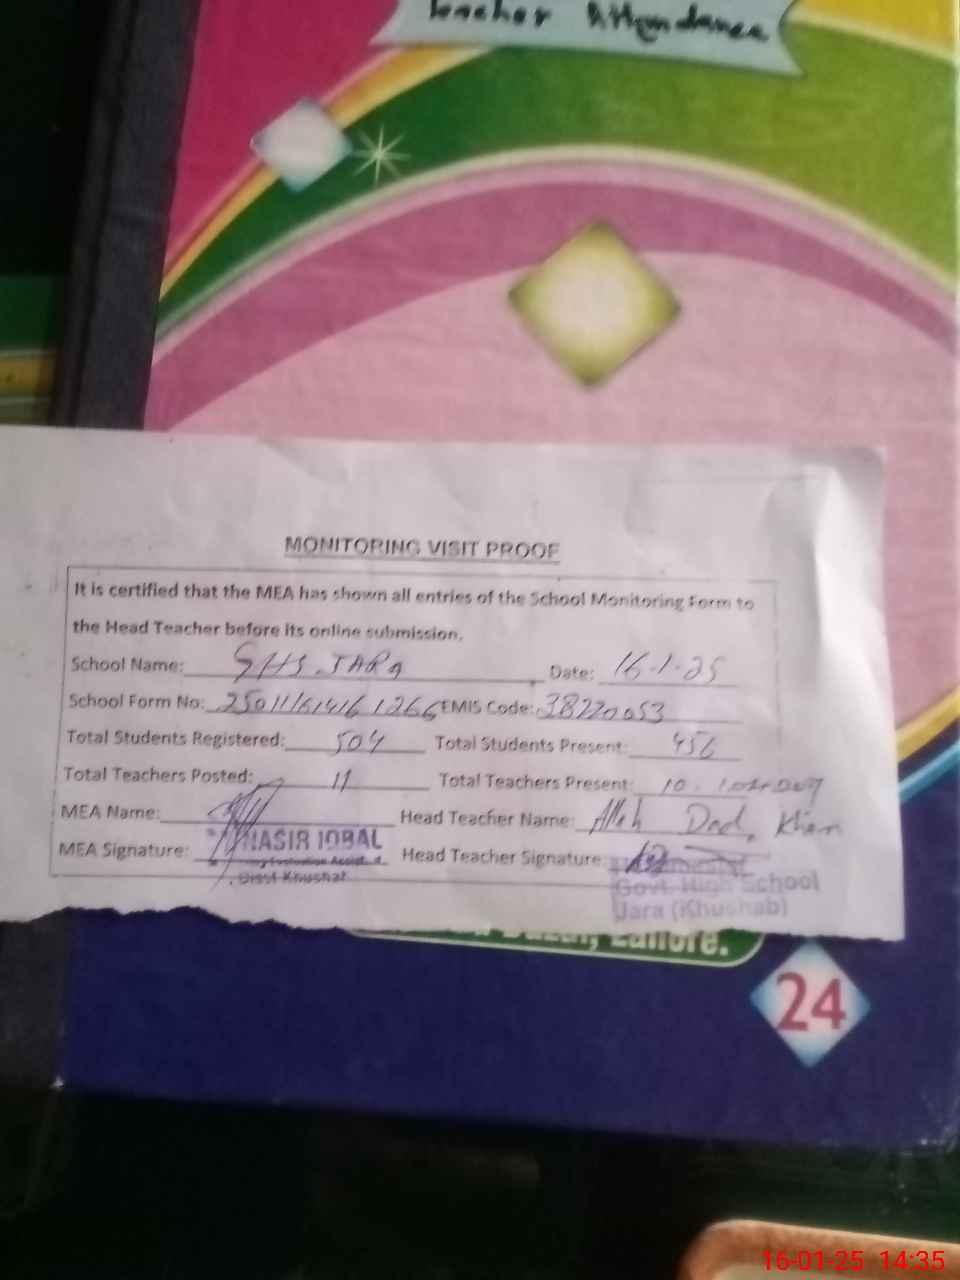 Teacher Attendance
MONITORING VISIT PROOF
It is certified that the MEA has shown all entries of the School Monitoring Form to
the Head Teacher before its online submission.
School Name: GHS JARA Date: 16-1-25
School Form No: EMIS Code: 38220053
Total Students Registered: 504 Total Students Present: 456
Total Teachers Posted: 11 Total Teachers Present: 10.
MEA Name: Head Teacher Name: Allah Dad Khan
MEA Signature: NASIR IQBAL Head Teacher Signature:
Govt. High School
Jara (Khushab)
Lahore.
24
16-01-25 14:35